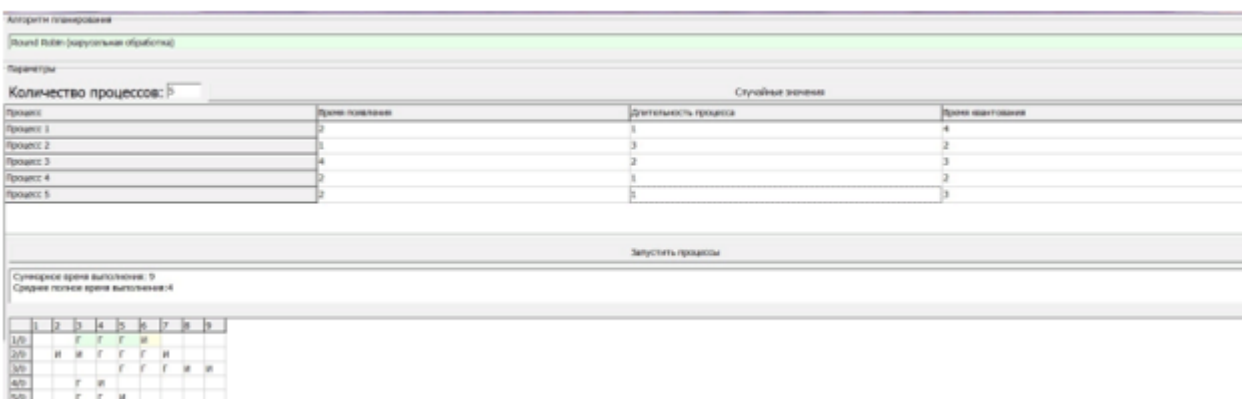 Алгоритм планирования
Round Robin (карусельная обработка)
Параметры
Количество процессов: 5
Случайные значения
Процесс Время появления Длительность процесса Время квантования
Процесс 1 2 1 4
Процесс 2 1 3 2
Процесс 3 4 2 3
Процесс 4 2 1 2
Процесс 5 2 1 3
Запустить процессы
Суммарное время выполнения: 9
Среднее полное время выполнения:4
1 2 3 4 5 6 7 8 9
1/0 Г Г Г И
2/0 И И Г Г Г И
3/0 Г Г Г И И
4/0 Г И
5/0 Г Г И